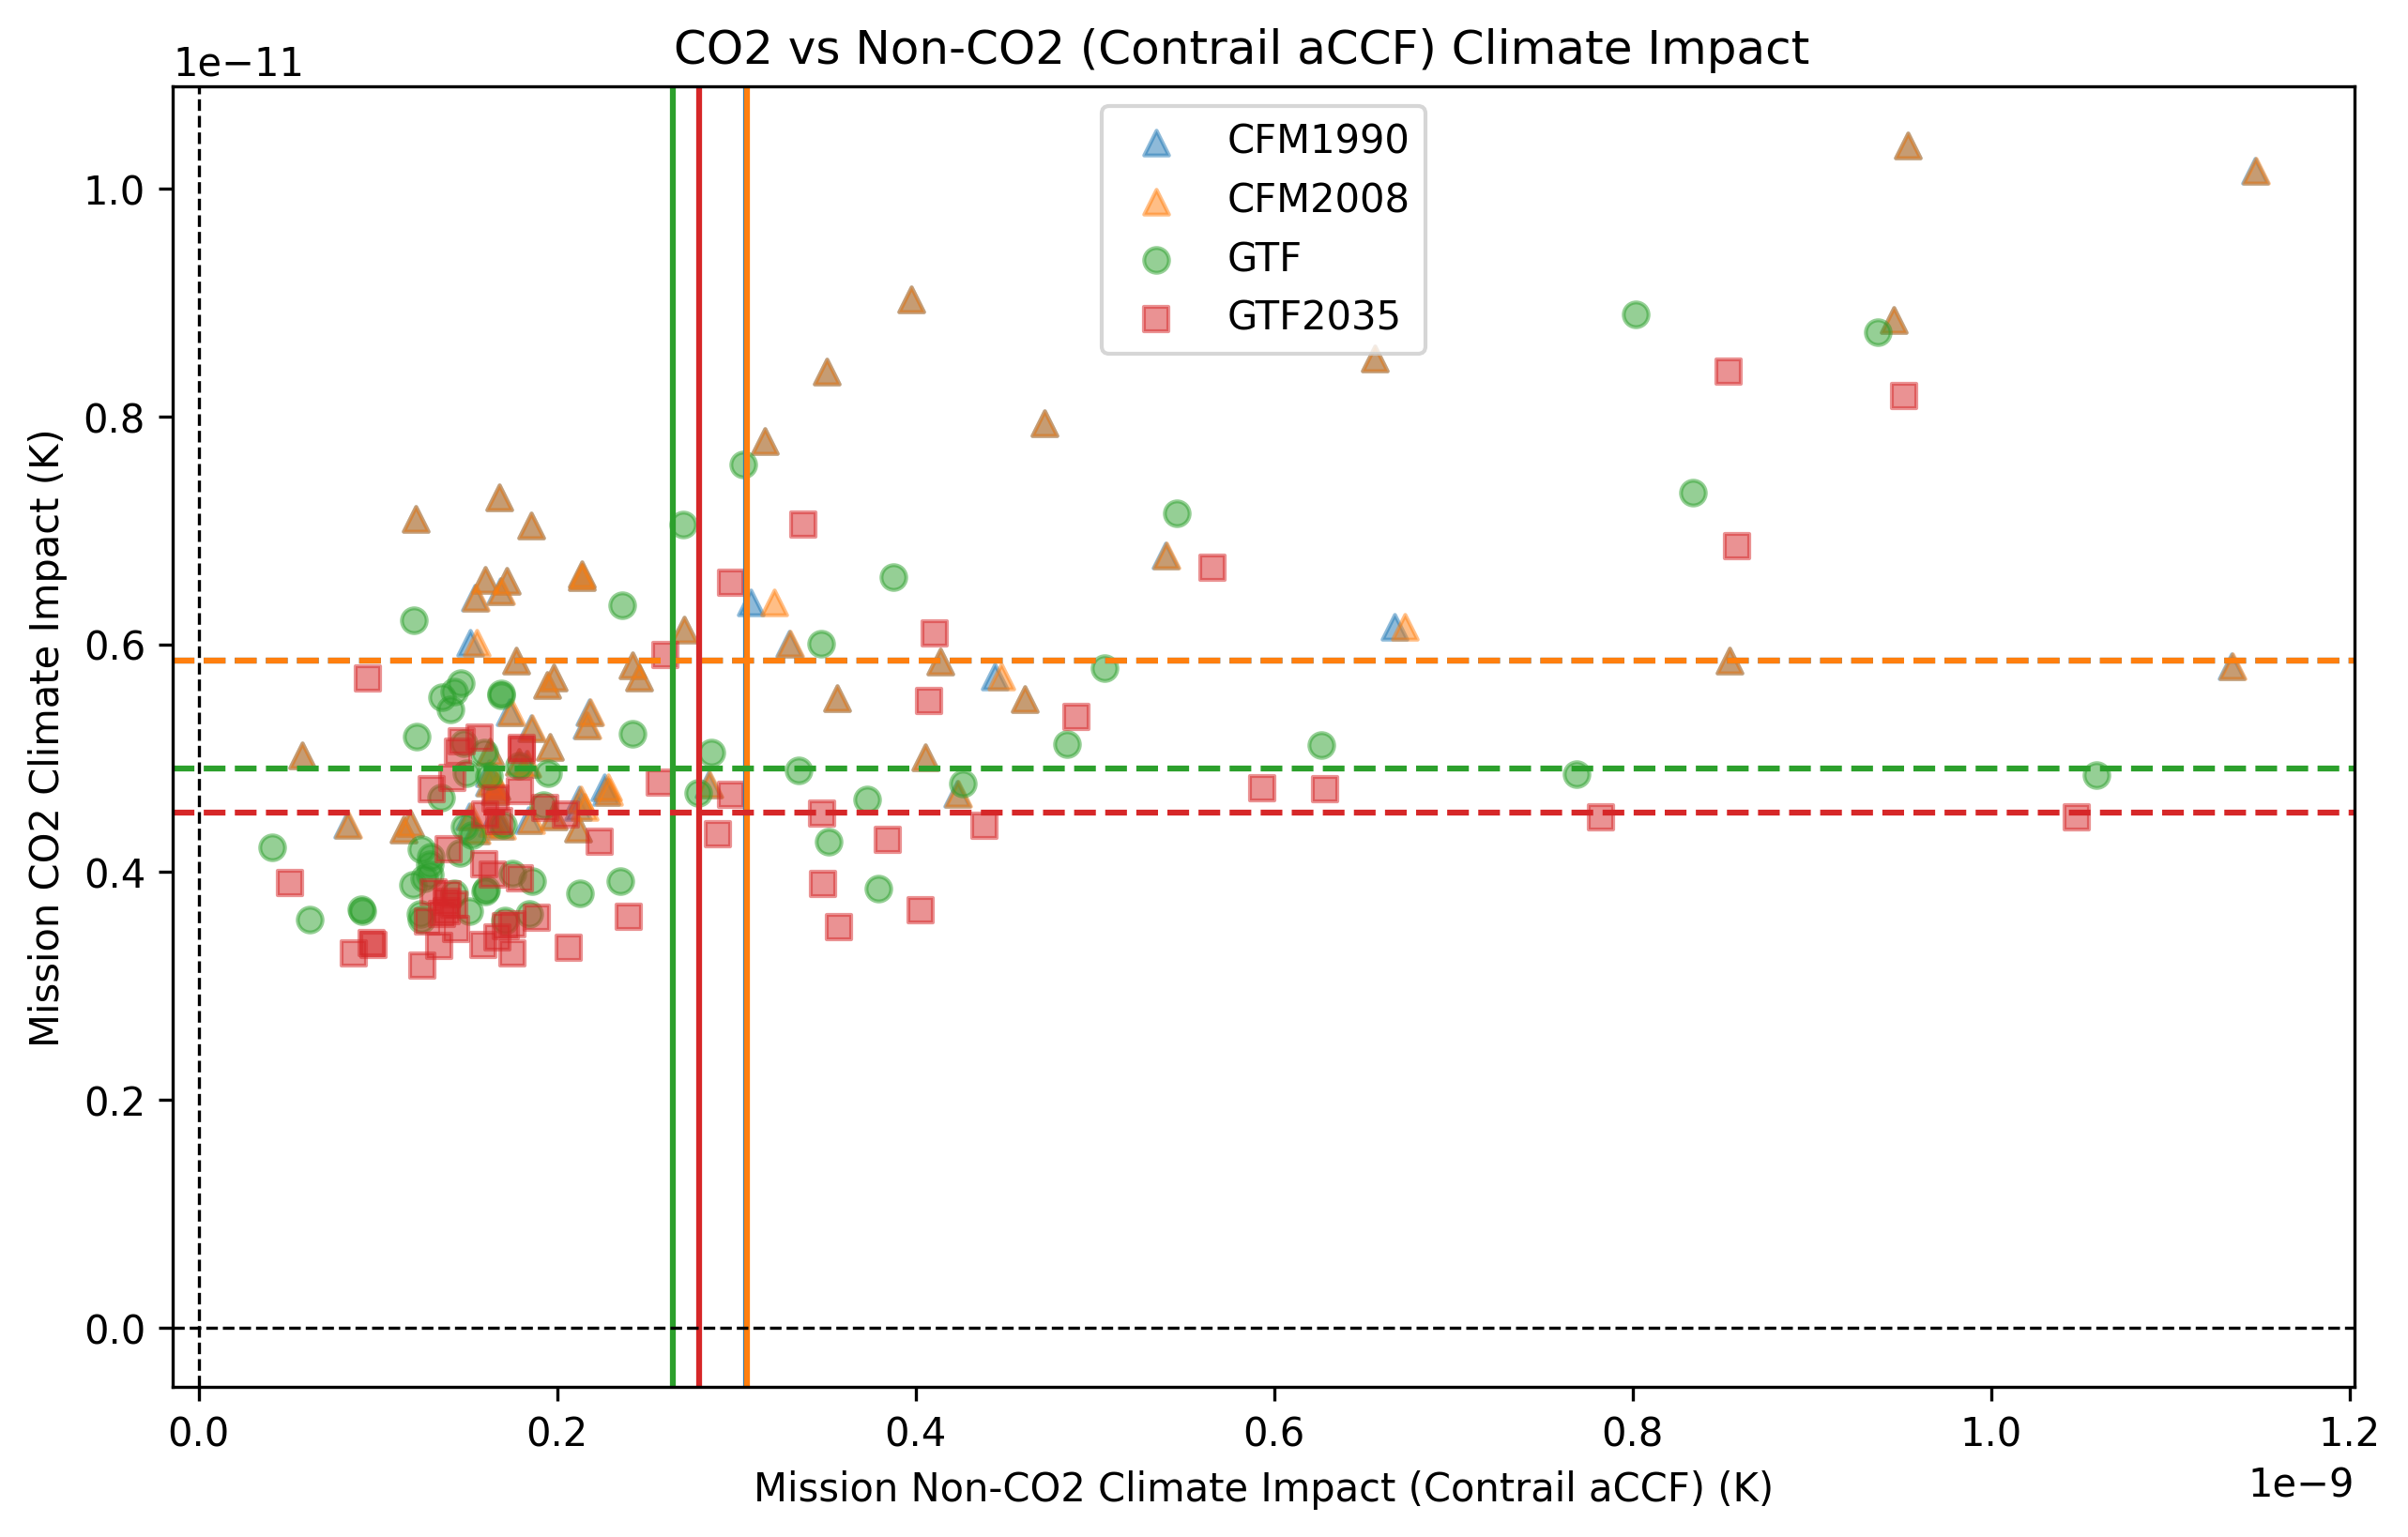 CO2 vs Non-CO2 (Contrail aCCF) Climate Impact
1e−11
CFM1990
CFM2008
GTF
GTF2035
1.0
0.8
0.6
0.4
0.2
0.0
Mission CO2 Climate Impact (K)
0.0 0.2 0.4 0.6 0.8 1.0 1.2
1e−9
Mission Non-CO2 Climate Impact (Contrail aCCF) (K)